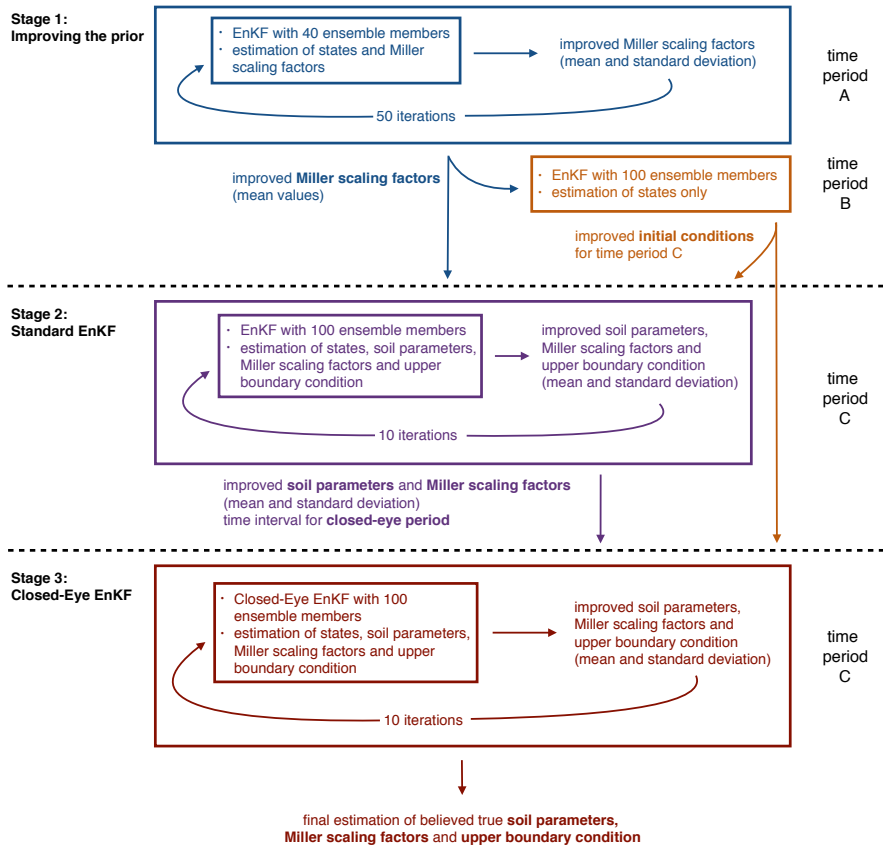 Stage 1:
Improving the prior
· EnKF with 40 ensemble members
· estimation of states and Miller
scaling factors
improved Miller scaling factors
(mean and standard deviation)
50 iterations
time
period
A
improved Miller scaling factors
(mean values)
· EnKF with 100 ensemble members
· estimation of states only
time
period
B
improved initial conditions
for time period C
Stage 2:
Standard EnKF
· EnKF with 100 ensemble members
· estimation of states, soil parameters,
Miller scaling factors and upper
boundary condition
improved soil parameters,
Miller scaling factors and
upper boundary condition
(mean and standard deviation)
10 iterations
time
period
C
improved soil parameters and Miller scaling factors
(mean and standard deviation)
time interval for closed-eye period
Stage 3:
Closed-Eye EnKF
· Closed-Eye EnKF with 100
ensemble members
· estimation of states, soil parameters,
Miller scaling factors and upper
boundary condition
improved soil parameters,
Miller scaling factors and
upper boundary condition
(mean and standard deviation)
10 iterations
time
period
C
final estimation of believed true soil parameters,
Miller scaling factors and upper boundary condition